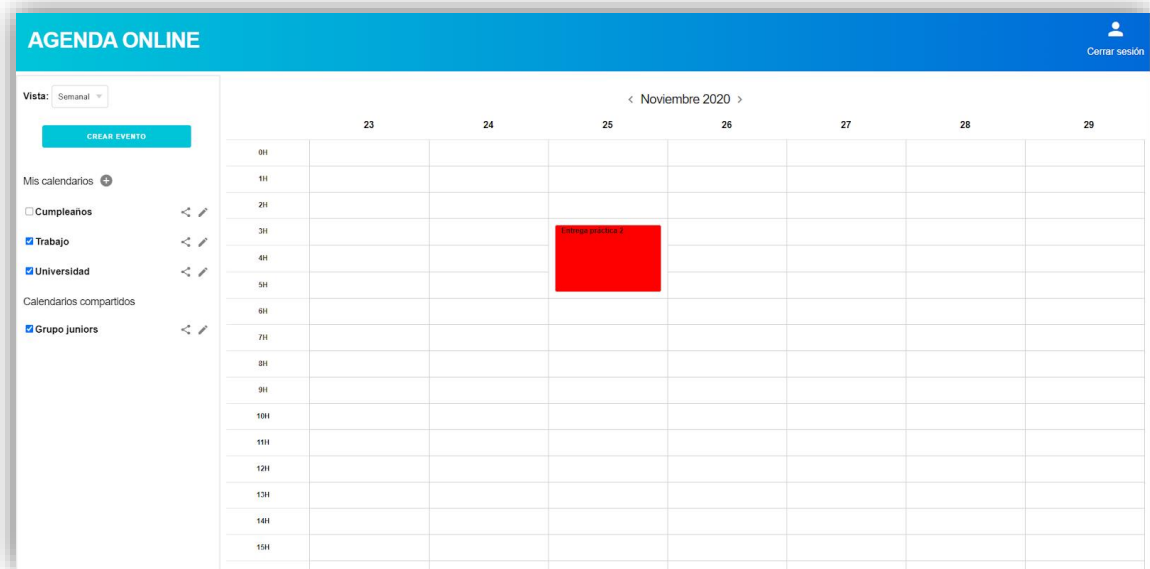 AGENDA ONLINE
Cerrar sesión
Vista: Semanal
CREAR EVENTO
Mis calendarios
Cumpleaños
Trabajo
Universidad
Calendarios compartidos
Grupo juniors
< Noviembre 2020 >
23 24 25 26 27 28 29
0H
1H
2H
3H
Entrega práctica 2
4H
5H
6H
7H
8H
9H
10H
11H
12H
13H
14H
15H